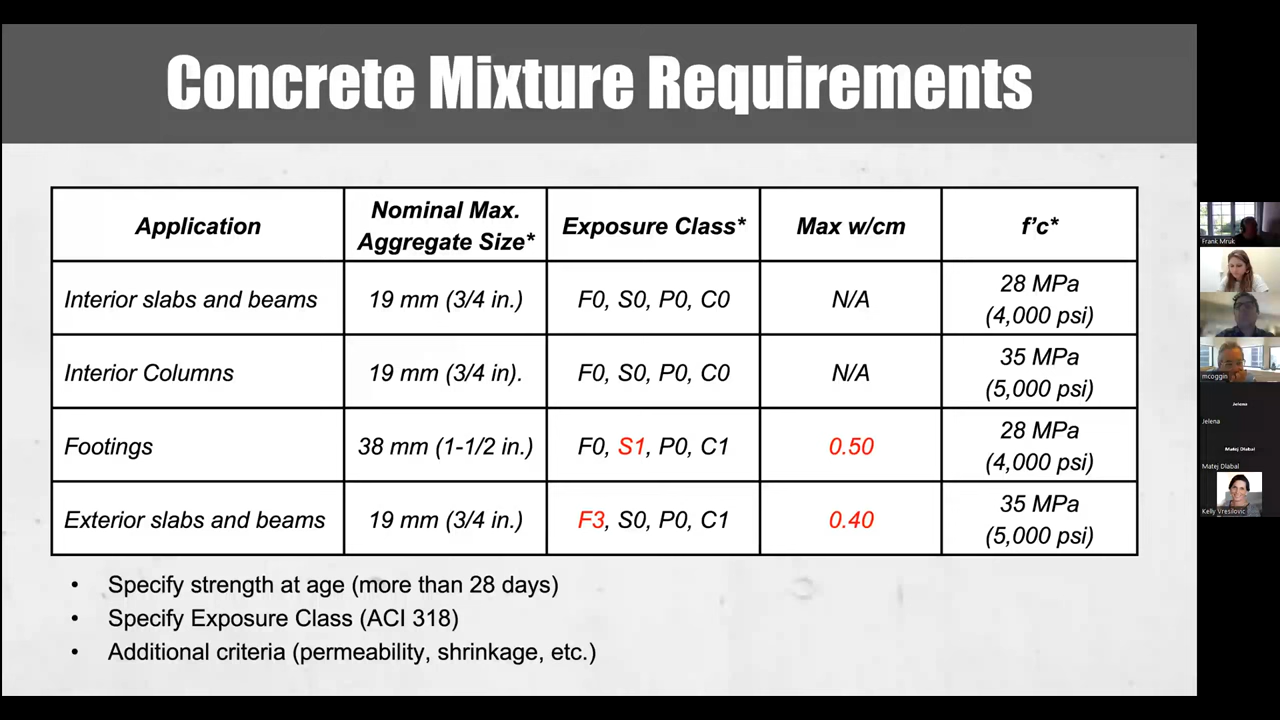 Concrete Mixture Requirements
Application
Nominal Max.
Aggregate Size*
Exposure Class*
Max w/cm
f'c*
Interior slabs and beams
19 mm (3/4 in.)
F0, S0, P0, C0
N/A
28 MPa
(4,000 psi)
Interior Columns
19 mm (3/4 in).
F0, S0, P0, C0
N/A
35 MPa
(5,000 psi)
Footings
38 mm (1-1/2 in.)
F0, S1, P0, C1
0.50
28 MPa
(4,000 psi)
Exterior slabs and beams
19 mm (3/4 in.)
F3, S0, P0, C1
0.40
35 MPa
(5,000 psi)
• Specify strength at age (more than 28 days)
• Specify Exposure Class (ACI 318)
• Additional criteria (permeability, shrinkage, etc.)
Frank Mruk
mcoggin
Jelena
Jelena
Matej Dlabal
Matej Dlabal
Kelly Vresilovic